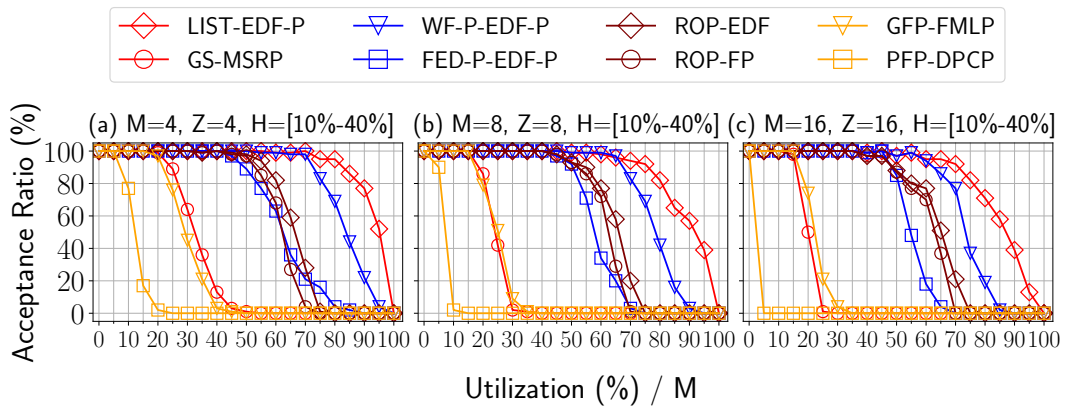 LIST-EDF-P WF-P-EDF-P ROP-EDF GFP-FMLP
GS-MSRP FED-P-EDF-P ROP-FP PFP-DPCP
(a) M=4, Z=4, H=[10%-40%] (b) M=8, Z=8, H=[10%-40%] (c) M=16, Z=16, H=[10%-40%]
Acceptance Ratio (%)
100
80
60
40
20
0
0 10 20 30 40 50 60 70 80 90 100 0 10 20 30 40 50 60 70 80 90 100 0 10 20 30 40 50 60 70 80 90 100
Utilization (%) / M